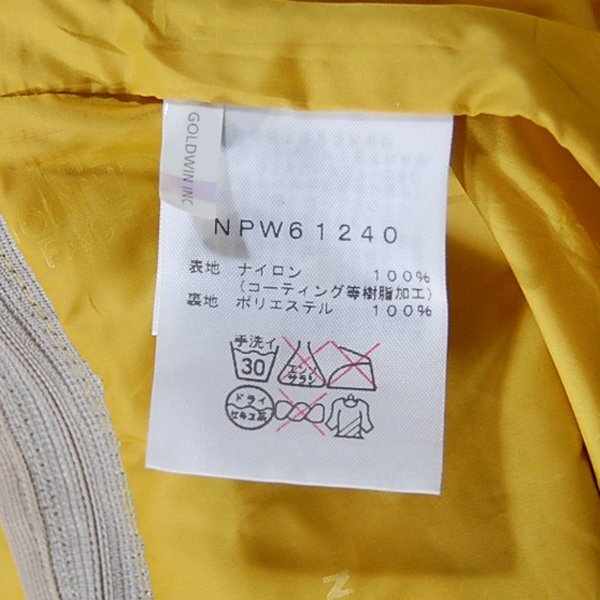 GOLDWIN INC
NPW61240
表地 ナイロン 100%
(コーティング等樹脂加工)
裏地 ポリエステル 100%
手洗イ
30
エンソ
サラシ
ドライ
セキユ系
Z